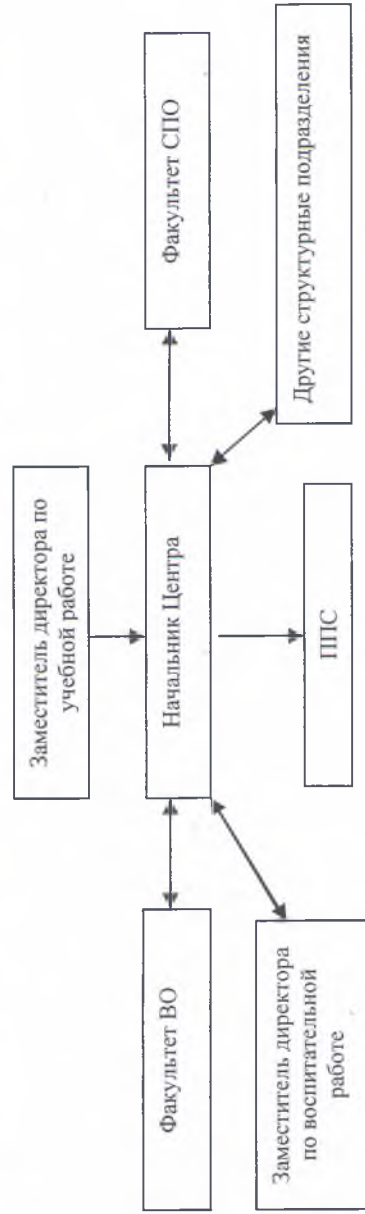 Заместитель директора по
учебной работе
Факультет ВО
Начальник Центра
Факультет СПО
Заместитель директора
по воспитательной
работе
ППС
Другие структурные подразделения